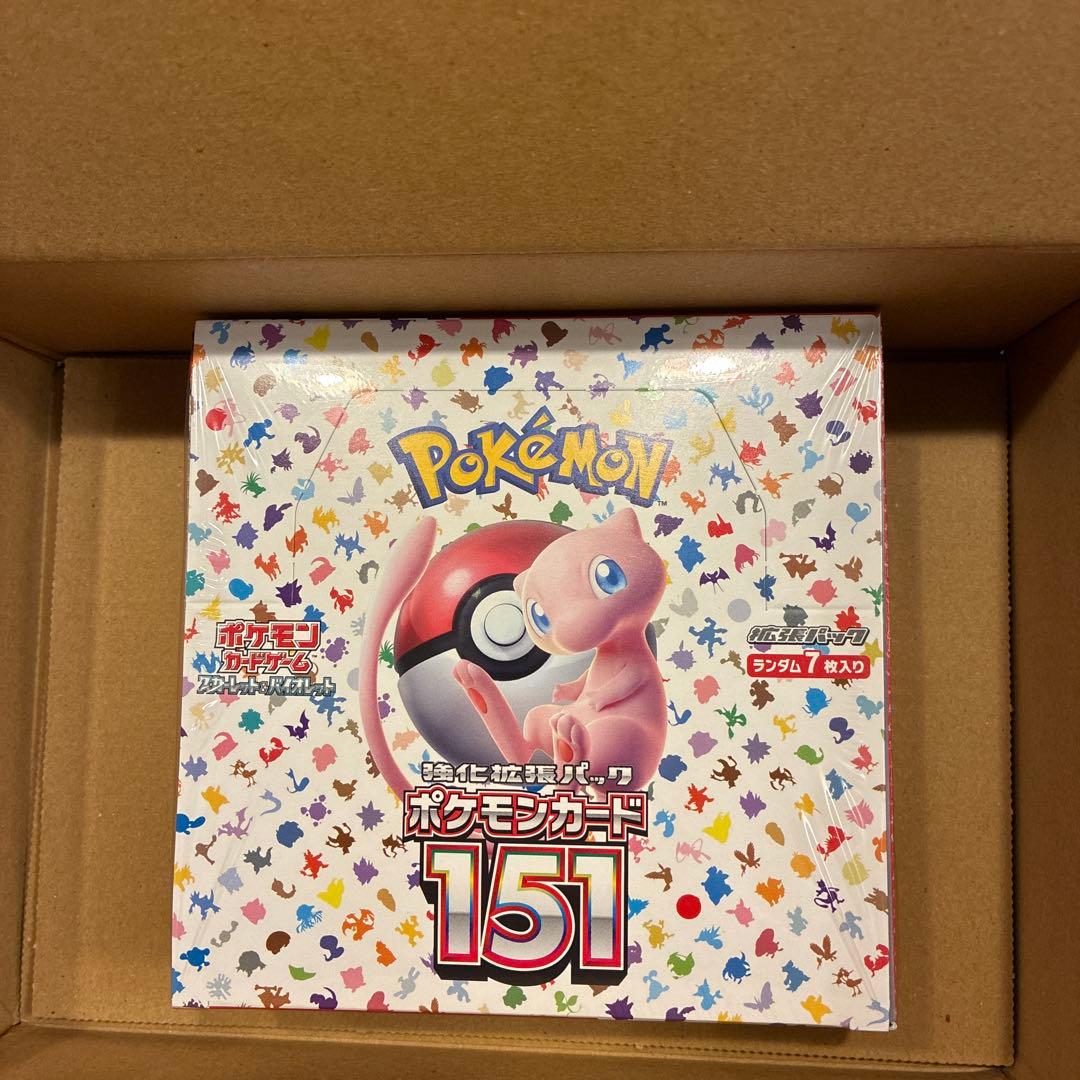 POKéMON
TM
ポケモン
カードゲーム
スカーレット&バイオレット
拡張パック
ランダム7枚入り
強化拡張パック
ポケモンカード
151